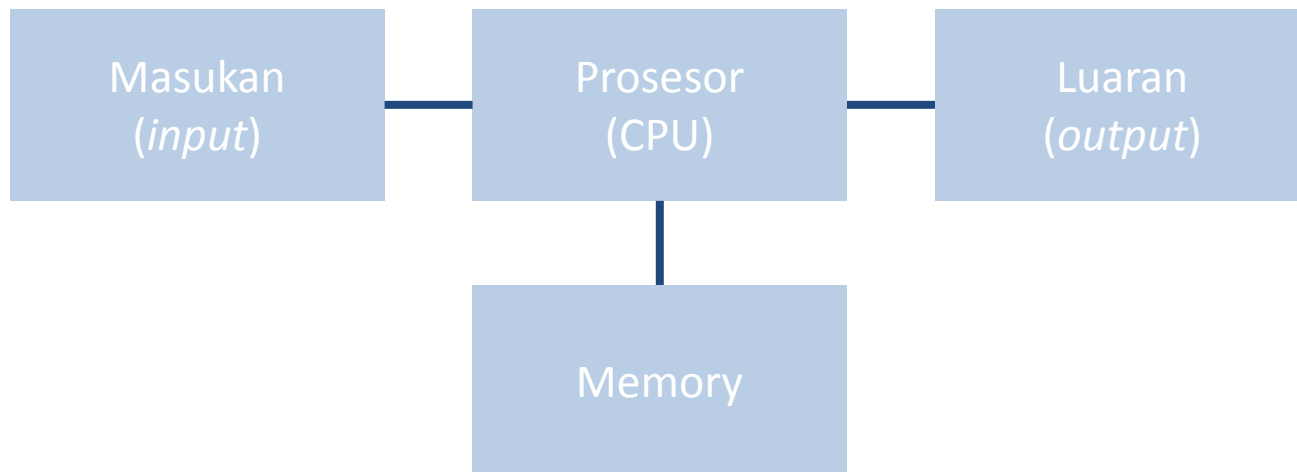 Masukan
(input)
Prosesor
(CPU)
Luaran
(output)
Memory